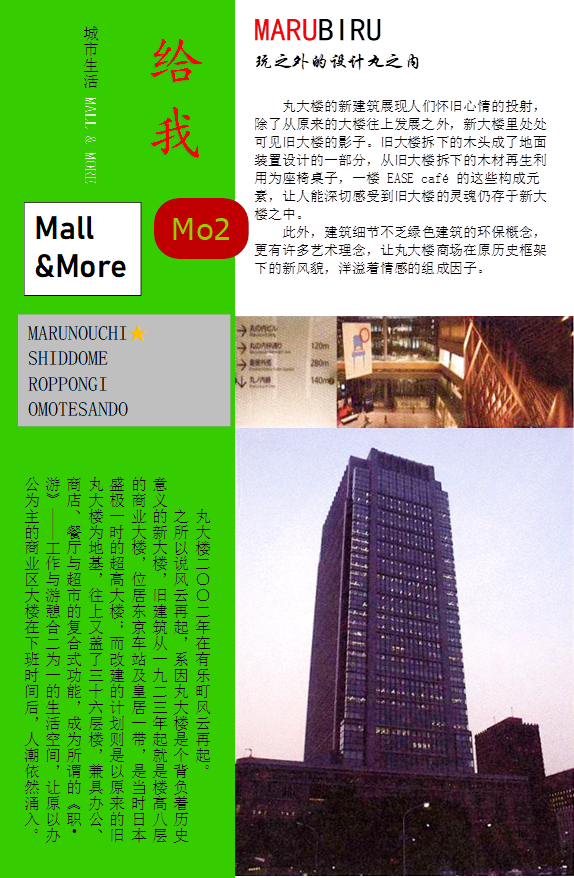 城市生活 MALL & MORE
给我
Mall
&More
Mo2
MARUNOUCHI★
SHIDDOME
ROPPONGI
OMOTESANDO
丸大楼二〇〇二年在有乐町风云再起。
之所以说风云再起，系因丸大楼是个背负着历史
意义的新大楼，旧建筑从一九二三年起就是楼高八层
的商业大楼，位居东京车站及皇居一带，是当时日本
盛极一时的超高大楼；而改建的计划则是以原来的旧
丸大楼为地基，往上又盖了三十六层楼，兼具办公、
商店、餐厅与超市的复合式功能，成为所谓的《职•
游》——工作与游憩合二为一的生活空间，让原以办
公为主的商业区大楼在下班时间后，人潮依然涌入。
MARUBIRU
玩之外的设计丸之内
丸大楼的新建筑展现人们怀旧心情的投射，
除了从原来的大楼往上发展之外，新大楼里处处
可见旧大楼的影子。旧大楼拆下的木头成了地面
装置设计的一部分，从旧大楼拆下的木材再生利
用为座椅桌子，一楼 EASE café 的这些构成元
素，让人能深切感受到旧大楼的灵魂仍存于新大
楼之中。
此外，建筑细节不乏绿色建筑的环保概念，
更有许多艺术理念，让丸大楼商场在原历史框架
下的新风貌，洋溢着情感的组成因子。
丸の内ビル
丸の内仲通り 120m
280m
丸ノ内線 140m